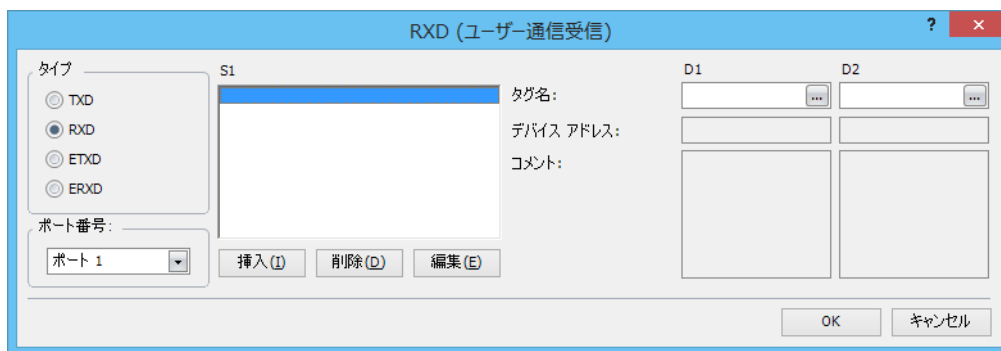 RXD (ユーザー通信受信)
?
×
タイプ
TXD
RXD
ETXD
ERXD
ポート番号:
ポート 1
S1
挿入(I)
削除(D)
編集(E)
D1
D2
タグ名:
...
...
デバイス アドレス:
コメント:
OK
キャンセル